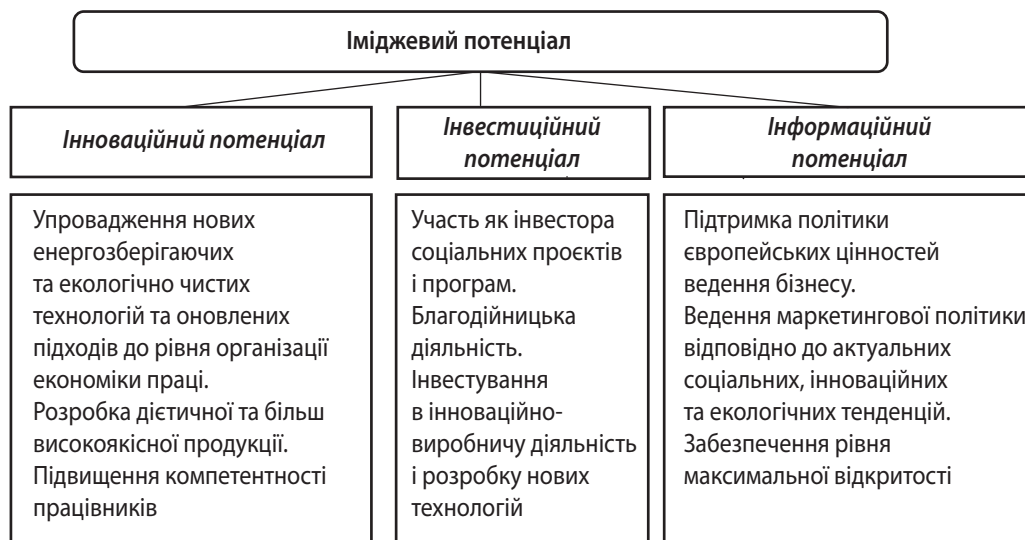 Іміджевий потенціал
Інноваційний потенціал
Інвестиційний
потенціал
Інформаційний
потенціал
Упровадження нових
енергозберігаючих
та екологічно чистих
технологій та оновлених
підходів до рівня організації
економіки праці.
Розробка дієтичної та більш
високоякісної продукції.
Підвищення компетентності
працівників
Участь як інвестора
соціальних проєктів
і програм.
Благодійницька
діяльність.
Інвестування
в інноваційно-
виробничу діяльність
і розробку нових
технологій
Підтримка політики
європейських цінностей
ведення бізнесу.
Ведення маркетингової політики
відповідно до актуальних
соціальних, інноваційних
та екологічних тенденцій.
Забезпечення рівня
максимальної відкритості